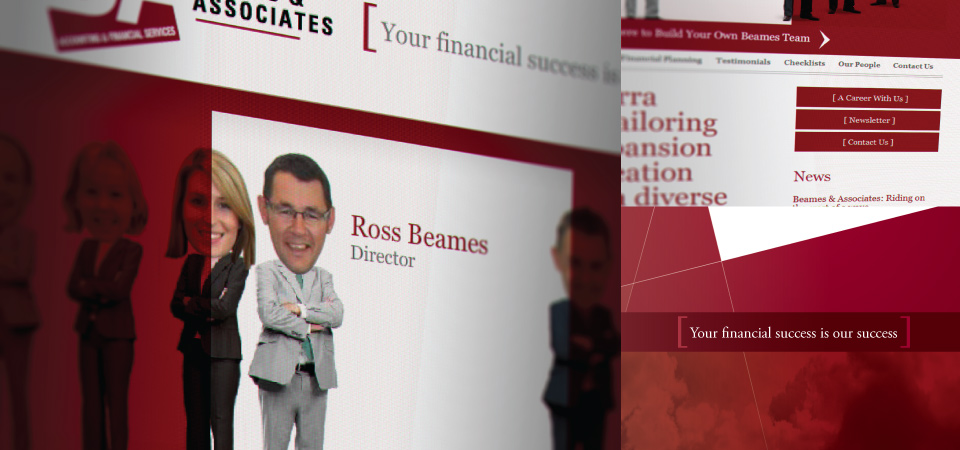 ACCOUNTING & FINANCIAL SERVICES
&
ASSOCIATES
[ Your financial success is
Ross Beames
Director
ere to Build Your Own Beames Team
Financial Planning Testimonials Checklists Our People Contact Us
rra
ailoring
pansion
eation
diverse
[ A Career With Us ]
[ Newsletter ]
[ Contact Us ]
News
Beames & Associates: Riding on
[ Your financial success is our success ]